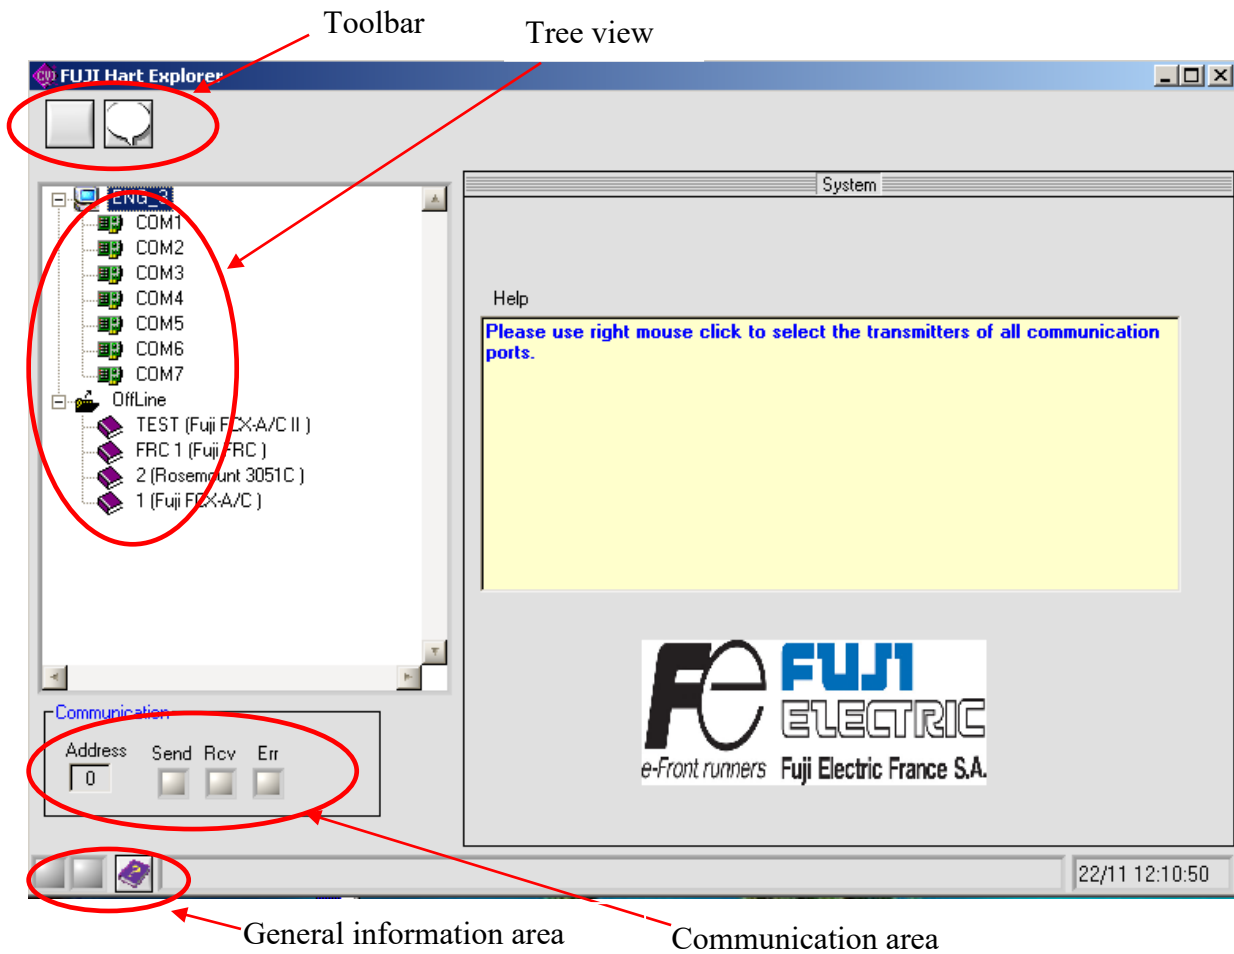 Toolbar
Tree view
FUJI Hart Explorer
System
ENG_3
COM1
COM2
COM3
COM4
COM5
COM6
COM7
OffLine
TEST (Fuji FCX-A/C II )
FRC 1 (Fuji FRC )
2 (Rosemount 3051C )
1 (Fuji FCX-A/C )
Help
Please use right mouse click to select the transmitters of all communication
ports.
Fe FUJI
ELECTRIC
e-Front runners Fuji Electric France S.A.
Communication
Address Send Rcv Err
0
22/11 12:10:50
General information area
Communication area